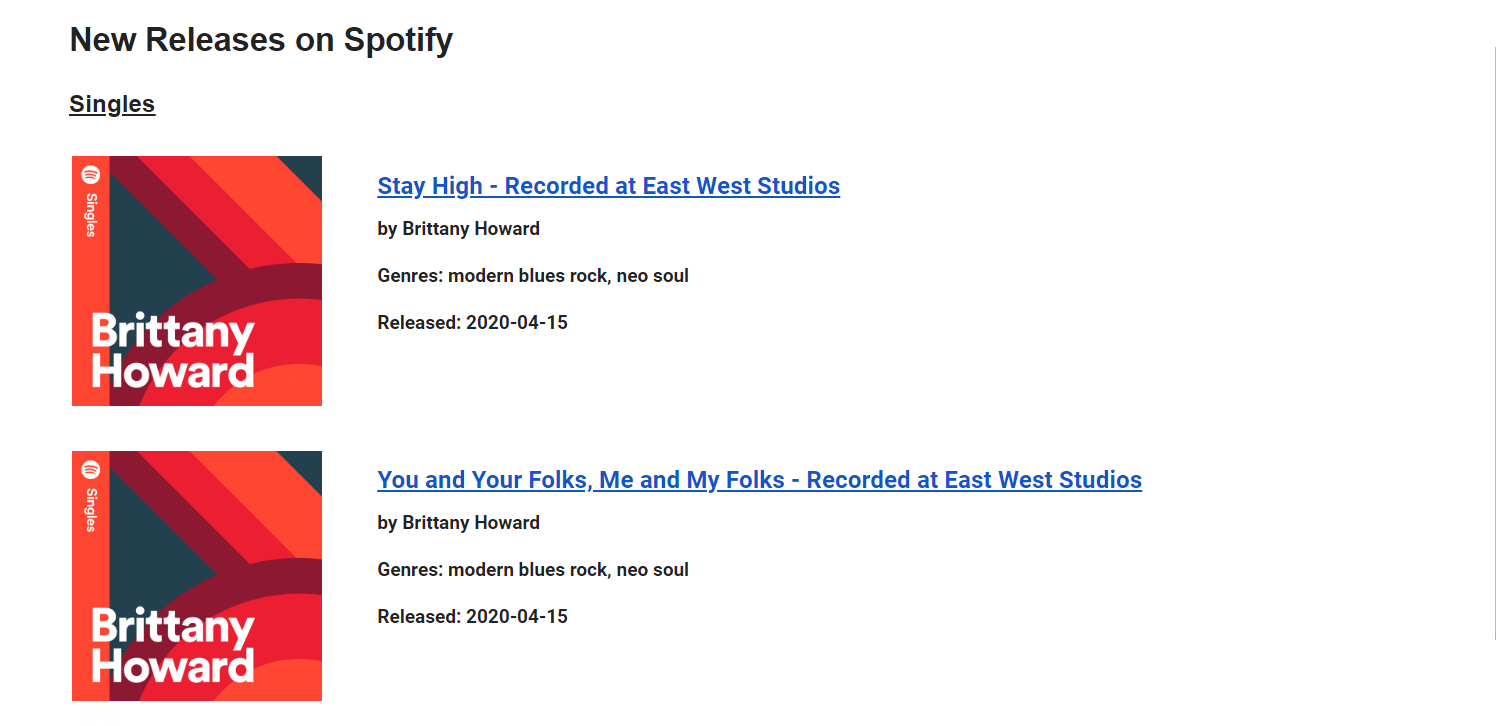 New Releases on Spotify
Singles
Singles
Brittany
Howard
Stay High - Recorded at East West Studios
by Brittany Howard
Genres: modern blues rock, neo soul
Released: 2020-04-15
Singles
Brittany
Howard
You and Your Folks, Me and My Folks - Recorded at East West Studios
by Brittany Howard
Genres: modern blues rock, neo soul
Released: 2020-04-15